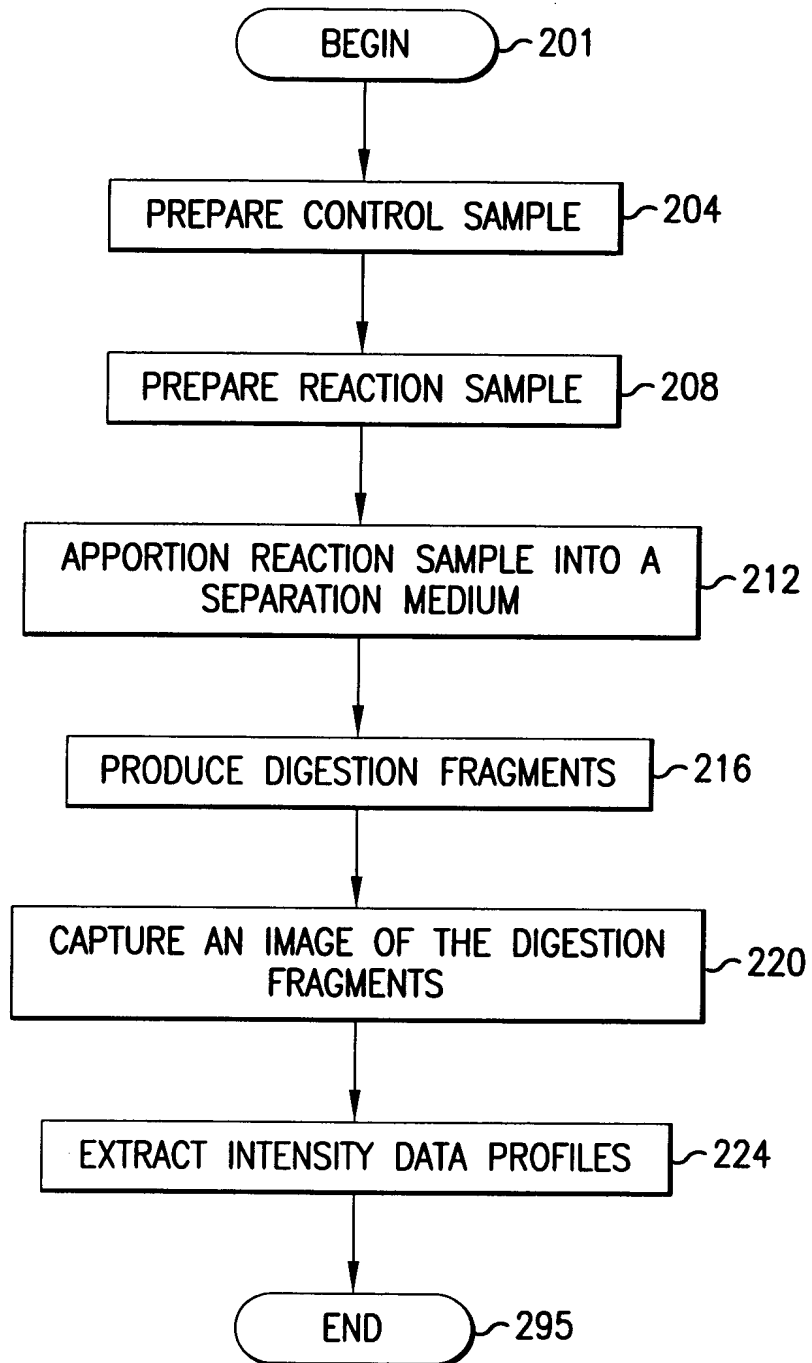 BEGIN 201
PREPARE CONTROL SAMPLE 204
PREPARE REACTION SAMPLE 208
APPORTION REACTION SAMPLE INTO A
SEPARATION MEDIUM
212
PRODUCE DIGESTION FRAGMENTS 216
CAPTURE AN IMAGE OF THE DIGESTION
FRAGMENTS
220
EXTRACT INTENSITY DATA PROFILES 224
END 295